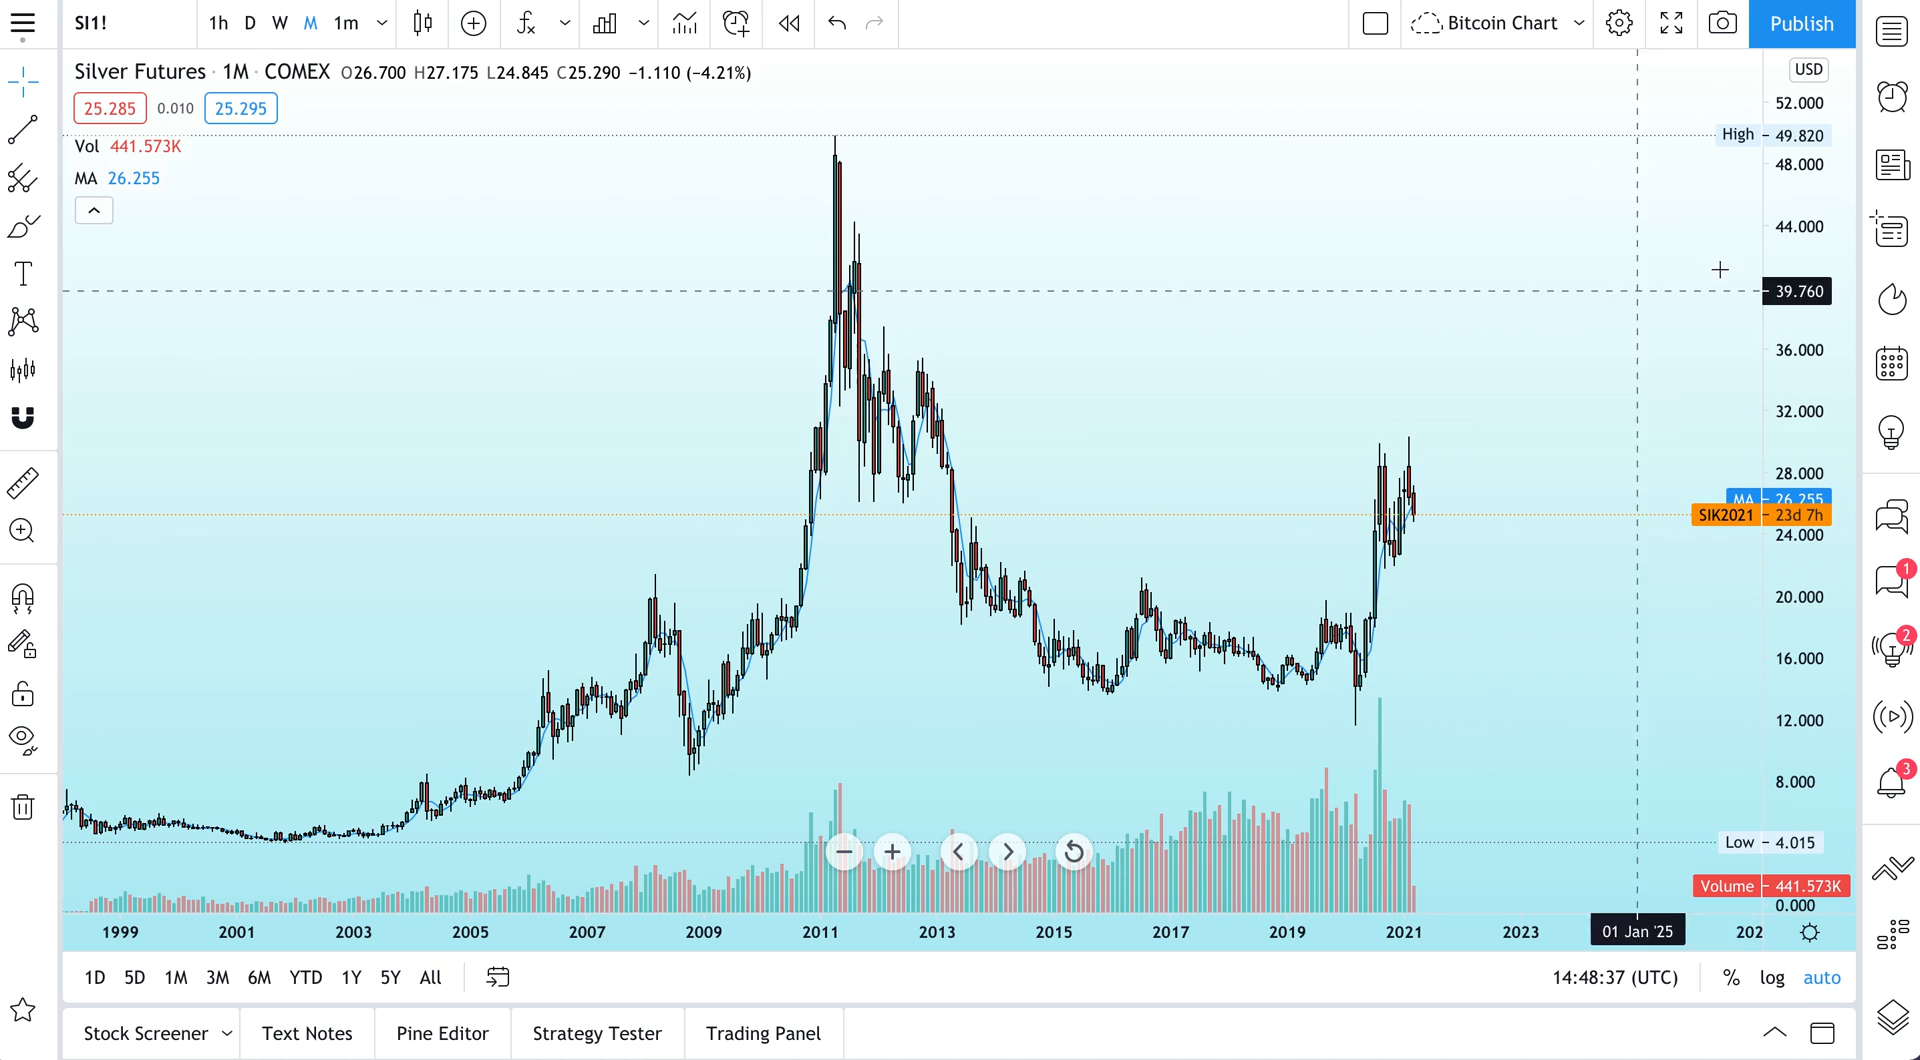 SI1! 1h D W M 1m Bitcoin Chart Publish
Silver Futures · 1M · COMEX O26.700 H27.175 L24.845 C25.290 −1.110 (−4.21%)
USD
25.285 0.010 25.295
52.000
High 49.820
Vol 441.573K
48.000
MA 26.255
44.000
39.760
36.000
32.000
28.000
MA 26.255
SIK2021 23d 7h
24.000
20.000
1
16.000
2
12.000
3
8.000
Low 4.015
Volume 441.573K
0.000
1999 2001 2003 2005 2007 2009 2011 2013 2015 2017 2019 2021 2023 01 Jan '25 202
1D 5D 1M 3M 6M YTD 1Y 5Y All 14:48:37 (UTC) % log auto
Stock Screener Text Notes Pine Editor Strategy Tester Trading Panel